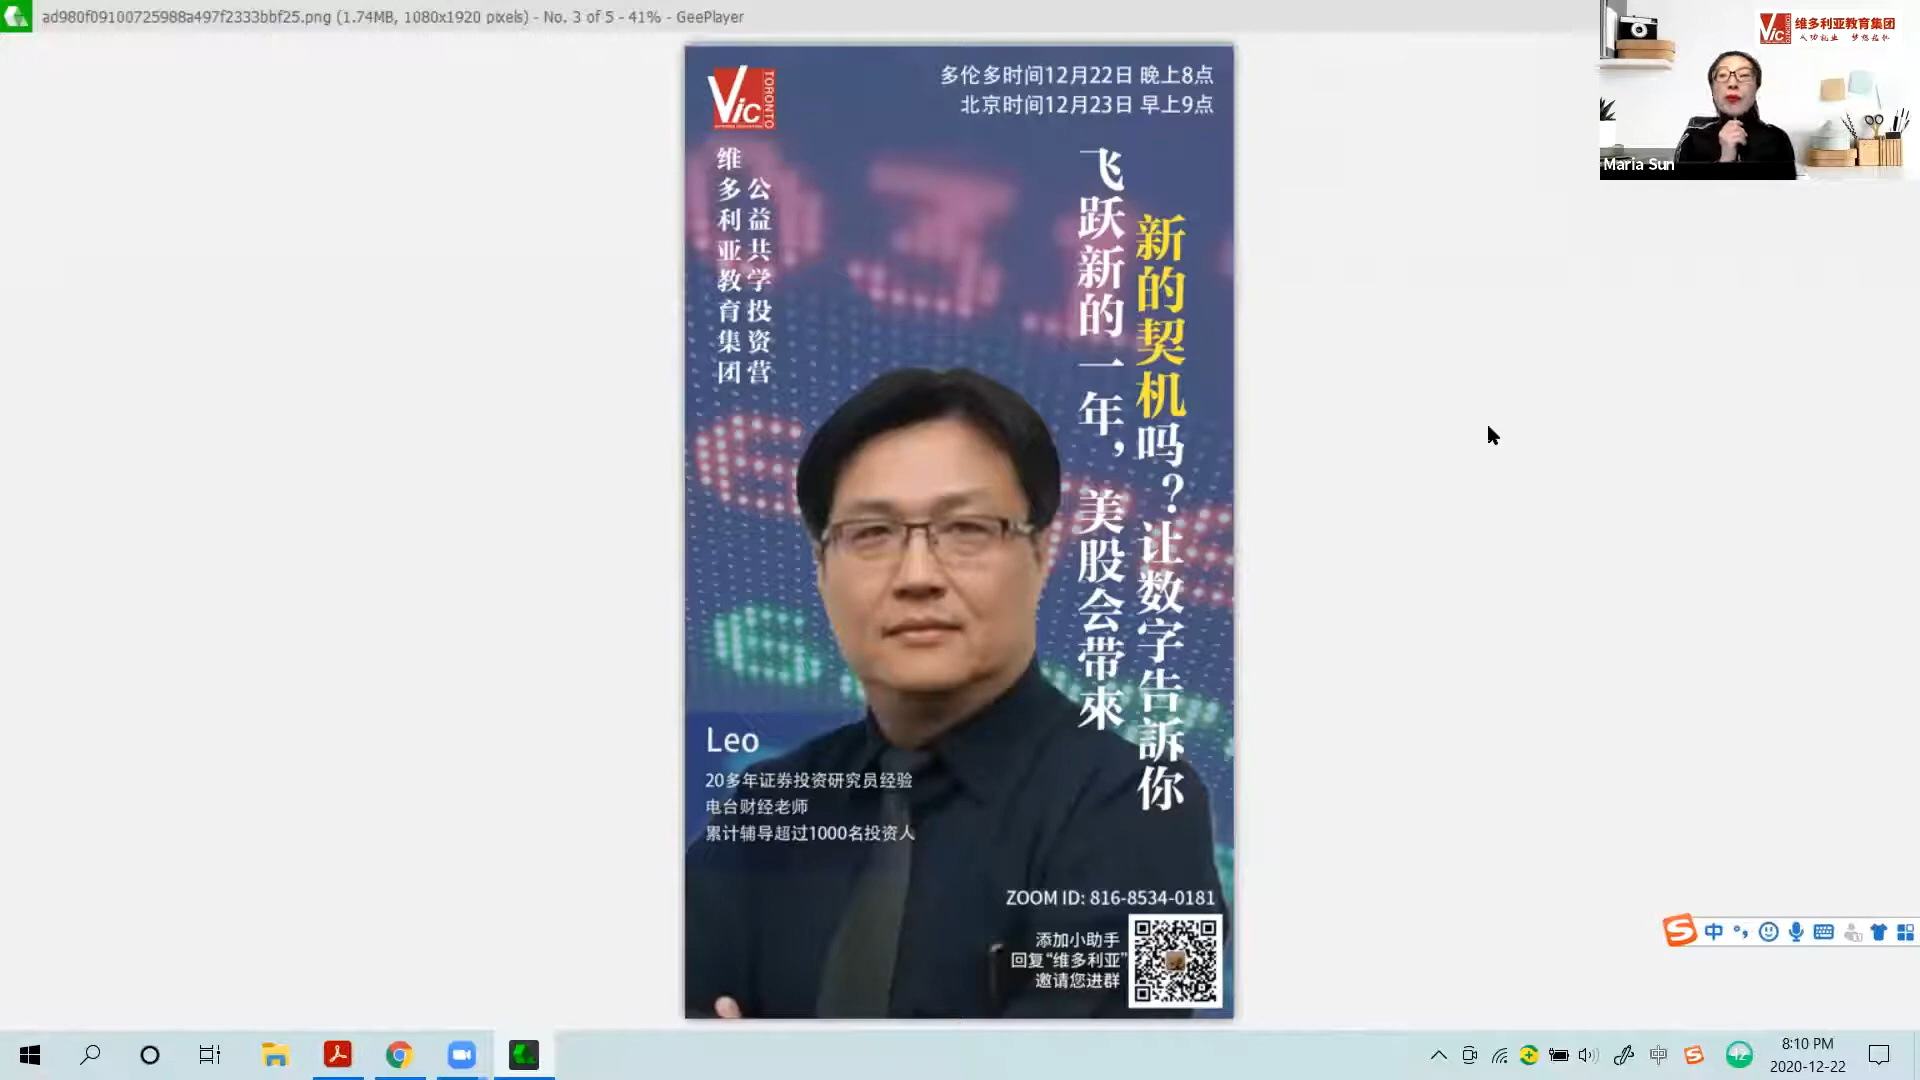 ad980f09100725988a497f2333bbf25.png (1.74MB, 1080x1920 pixels) - No. 3 of 5 - 41% - GeePlayer
Vic TORONTO
维多利亚教育集团
Maria Sun
Vic TORONTO
多伦多时间12月22日 晚上8点
北京时间12月23日 早上9点
维多利亚教育集团
公益共学投资营
飞跃新的一年，美股会带來
新的契机吗？让数字告訴你
Leo
20多年证券投资研究员经验
电台财经老师
累计辅导超过1000名投资人
ZOOM ID: 816-8534-0181
添加小助手
回复“维多利亚”
邀请您进群
中
42
中
8:10 PM
2020-12-22